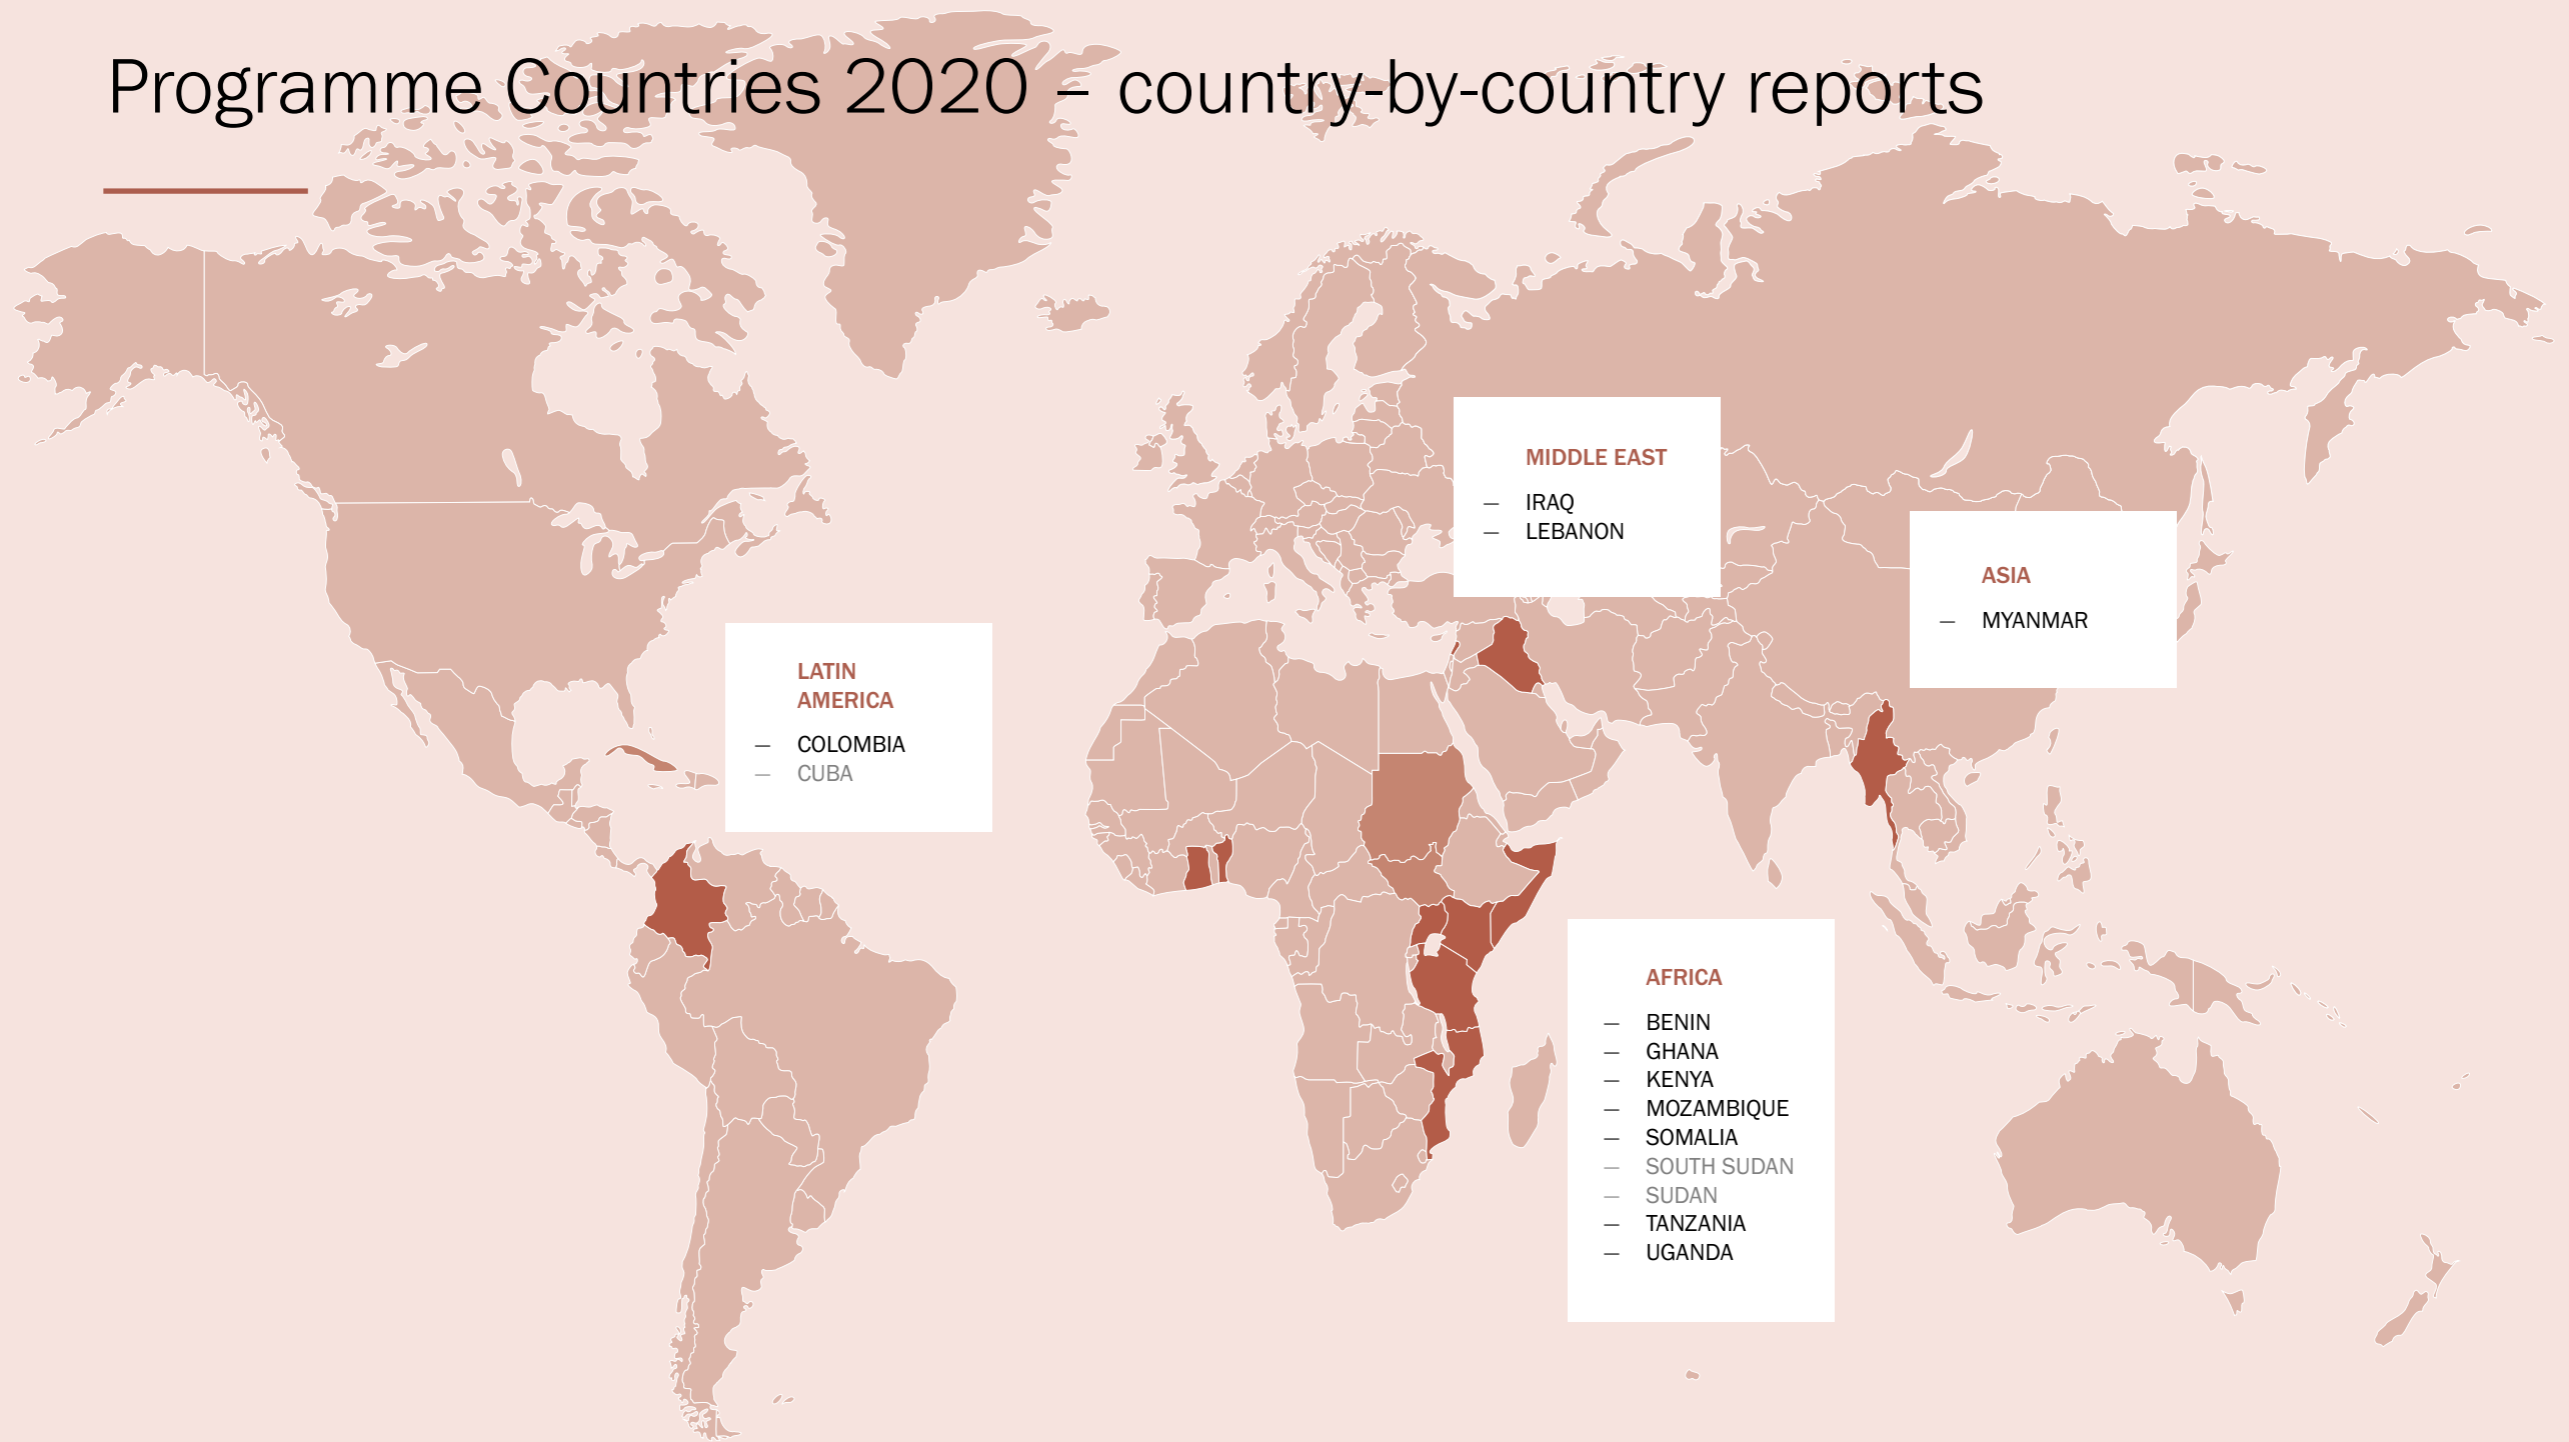 Programme Countries 2020 – country-by-country reports
MIDDLE EAST
— IRAQ
— LEBANON
ASIA
— MYANMAR
LATIN
AMERICA
— COLOMBIA
— CUBA
AFRICA
— BENIN
— GHANA
— KENYA
— MOZAMBIQUE
— SOMALIA
— SOUTH SUDAN
— SUDAN
— TANZANIA
— UGANDA